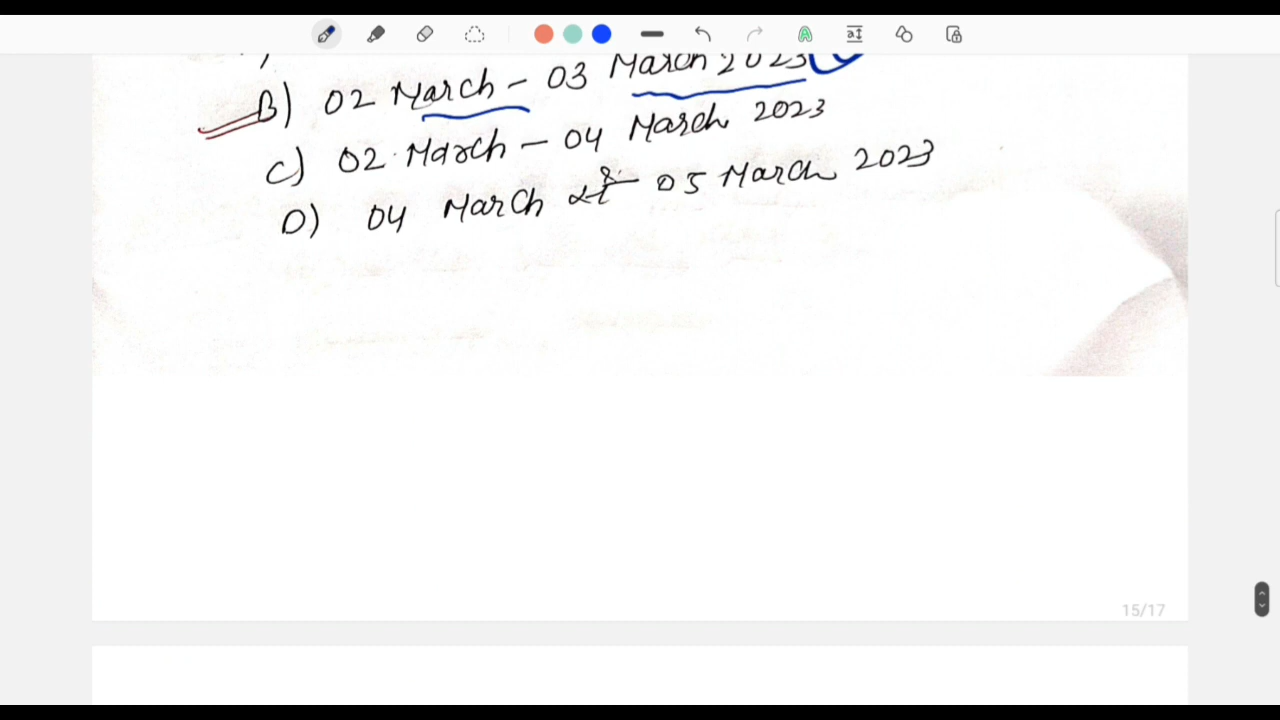 B) 02 March - 03 March 2023
C) 02 March - 04 March 2023
D) 04 March से 05 March 2023
15/17